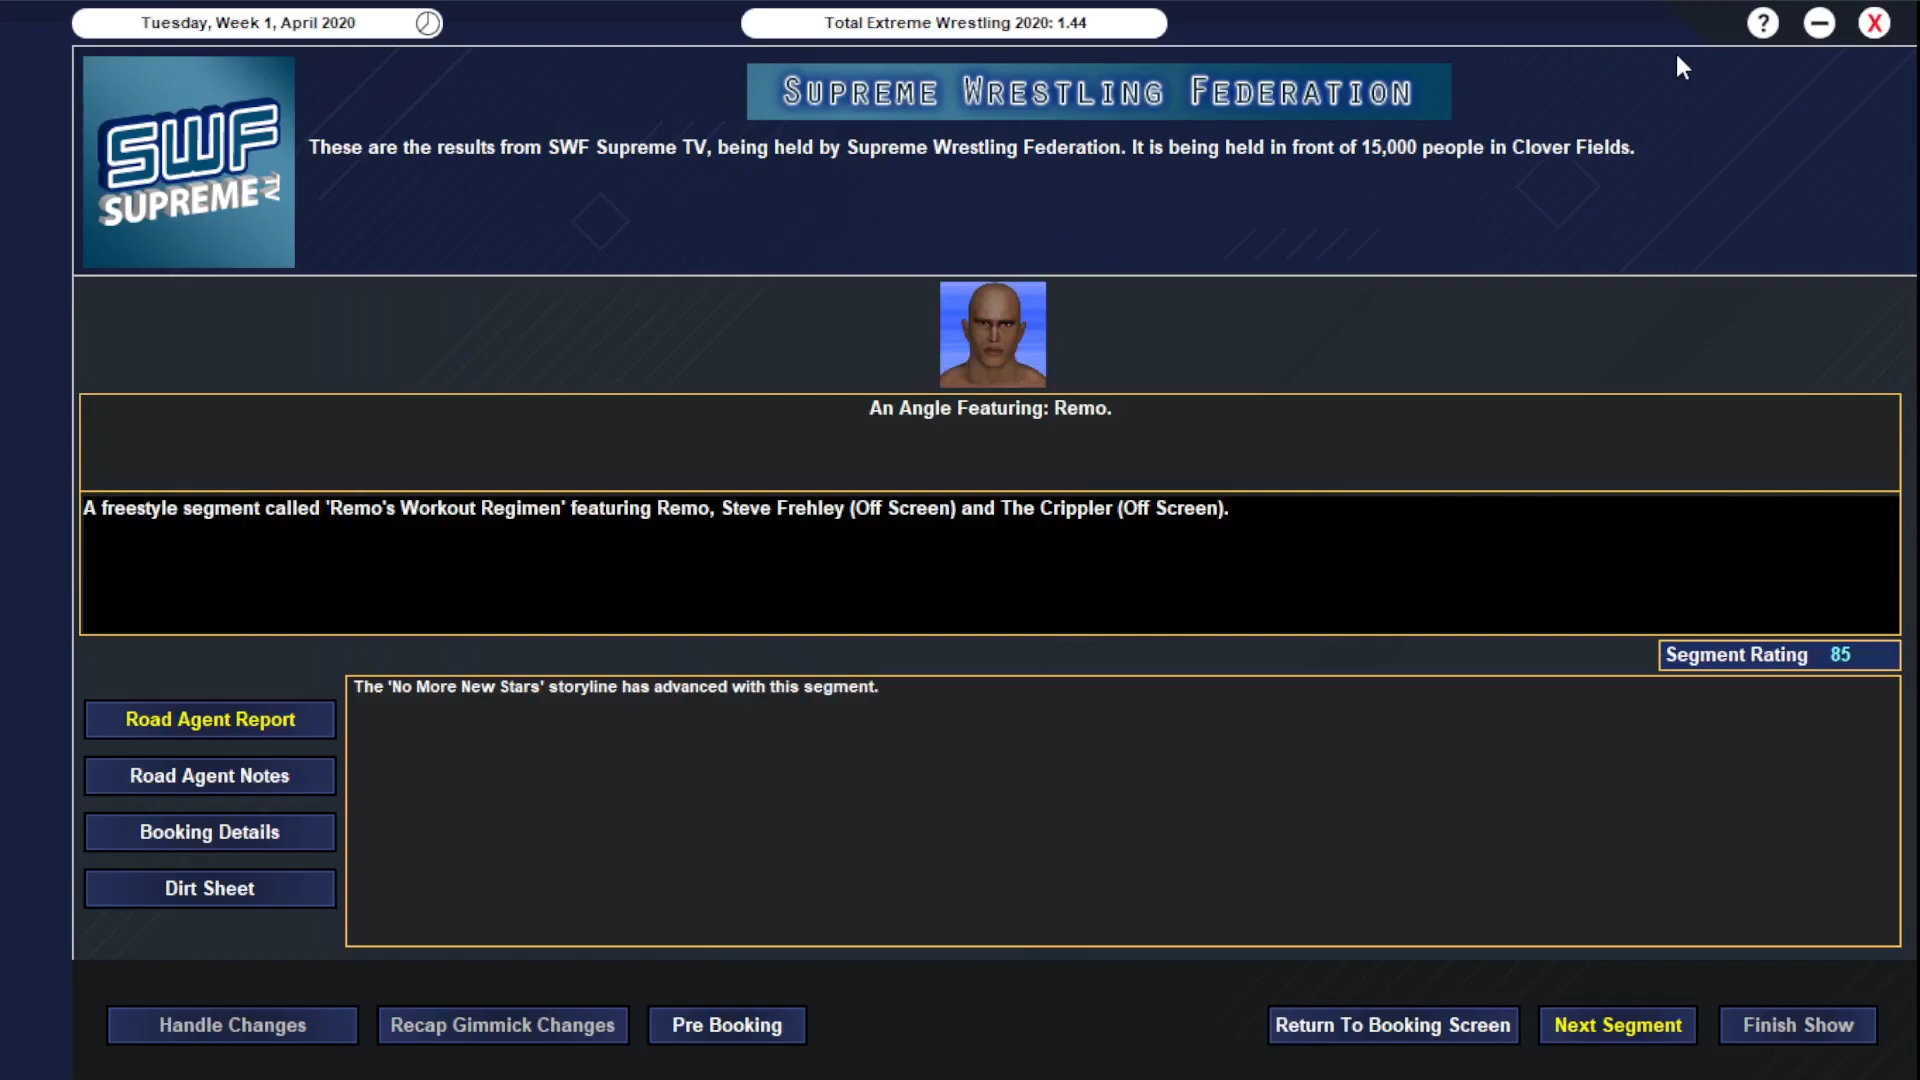 Tuesday, Week 1, April 2020
Total Extreme Wrestling 2020: 1.44
?
X
SWF
SUPREME TV
SUPREME WRESTLING FEDERATION
These are the results from SWF Supreme TV, being held by Supreme Wrestling Federation. It is being held in front of 15,000 people in Clover Fields.
An Angle Featuring: Remo.
A freestyle segment called 'Remo's Workout Regimen' featuring Remo, Steve Frehley (Off Screen) and The Crippler (Off Screen).
Segment Rating 85
The 'No More New Stars' storyline has advanced with this segment.
Road Agent Report
Road Agent Notes
Booking Details
Dirt Sheet
Handle Changes
Recap Gimmick Changes
Pre Booking
Return To Booking Screen
Next Segment
Finish Show